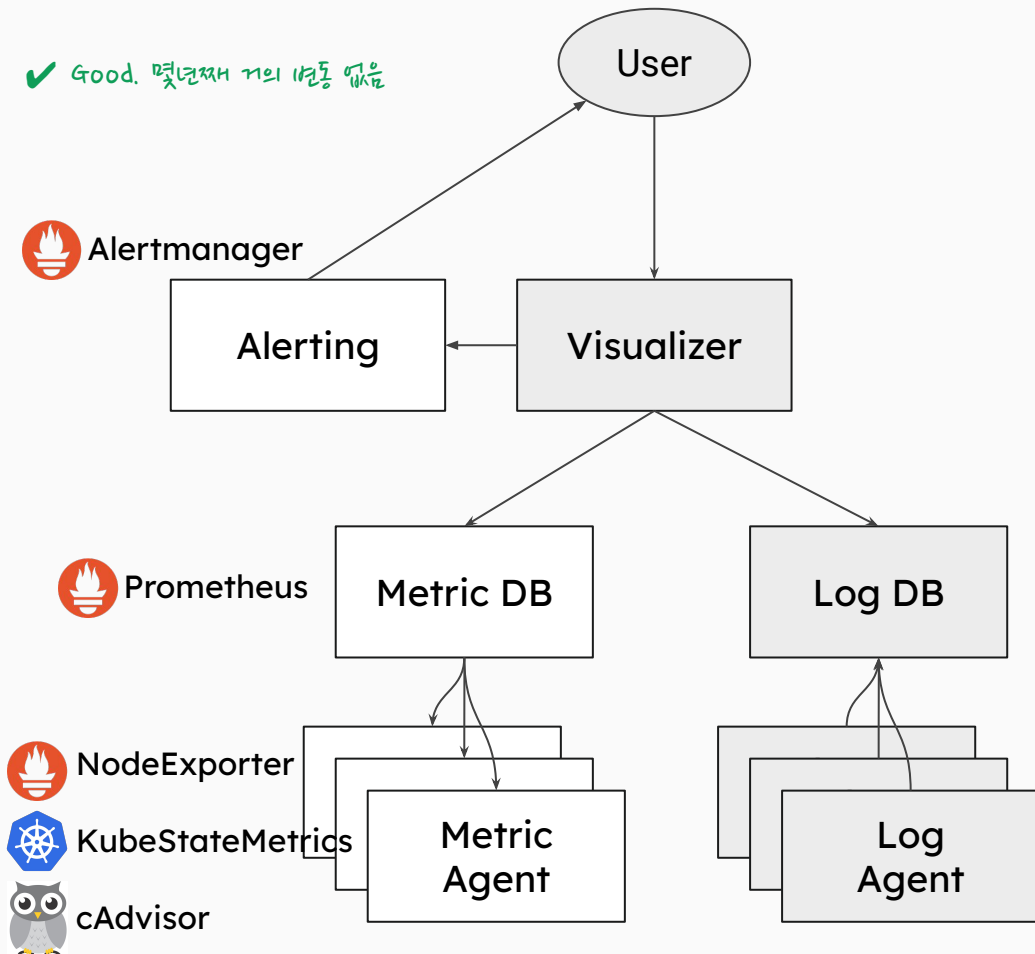 ✔ Good. 몇년째 거의 변동 없음
User
Alertmanager
Alerting
Visualizer
Prometheus
Metric DB
Log DB
NodeExporter
KubeStateMetrics
cAdvisor
Metric
Agent
Log
Agent